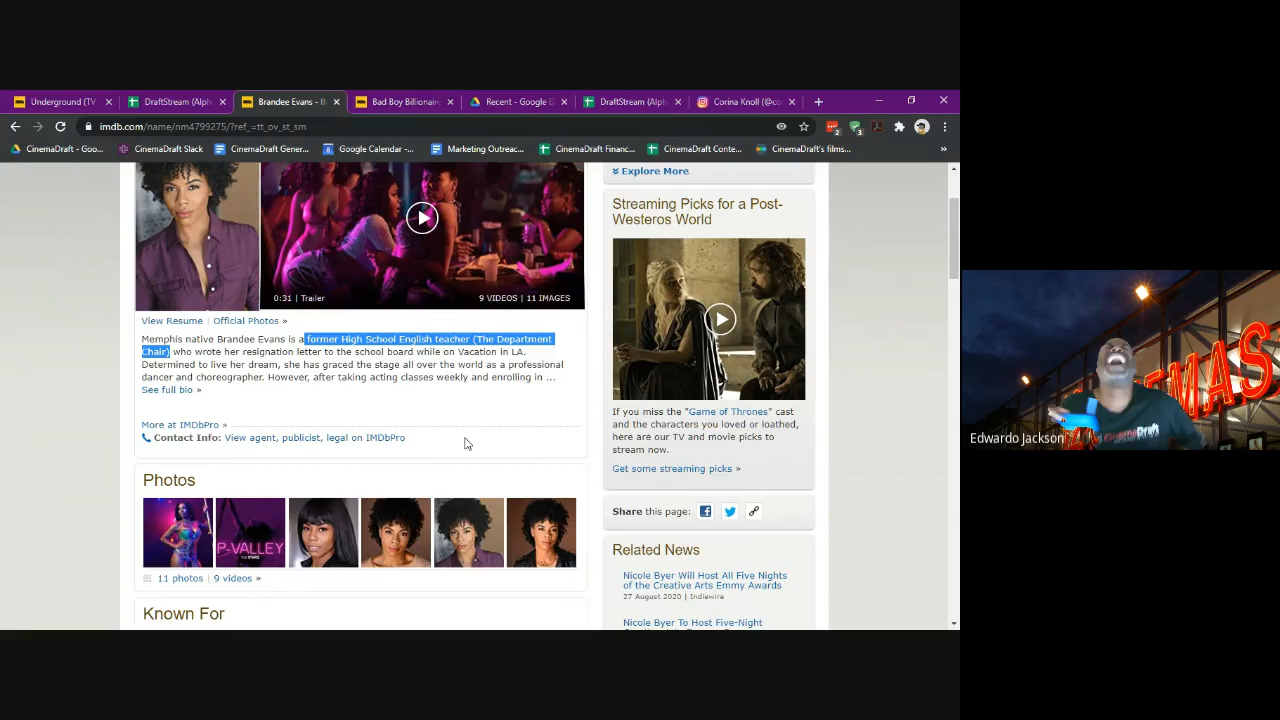 Underground (TV
DraftStream (Alph
Brandee Evans - I
Bad Boy Billionaire
Recent - Google D
DraftStream (Alph
Corina Knoll (@co
imdb.com/name/nm4799275/?ref_=tt_ov_st_sm
2
3
CinemaDraft - Goo...
CinemaDraft Slack
CinemaDraft Gener...
8
Google Calendar -...
Marketing Outreac...
CinemaDraft Financ...
CinemaDraft Conte...
CinemaDraft's films...
»
Explore More
0:31 | Trailer
9 VIDEOS | 11 IMAGES
View Resume | Official Photos »
Memphis native Brandee Evans is a former High School English teacher (The Department
Chair) who wrote her resignation letter to the school board while on Vacation in LA.
Determined to live her dream, she has graced the stage all over the world as a professional
dancer and choreographer. However, after taking acting classes weekly and enrolling in ...
See full bio »
More at IMDbPro »
Contact Info: View agent, publicist, legal on IMDbPro
Photos
P-VALLEY
11 photos | 9 videos »
Known For
Streaming Picks for a Post-
Westeros World
If you miss the "Game of Thrones" cast
and the characters you loved or loathed,
here are our TV and movie picks to
stream now.
Get some streaming picks »
Share this page:
Related News
Nicole Byer Will Host All Five Nights
of the Creative Arts Emmy Awards
27 August 2020 | Indiewire
Nicole Byer To Host Five-Night
CINEMAS
CinemaDraft
Edwardo Jackson